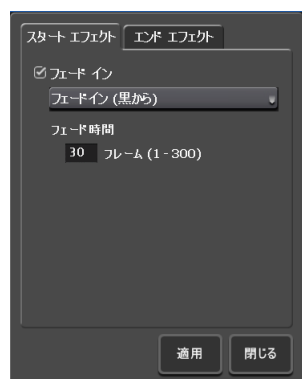 スタート エフェクト エンド エフェクト
フェード イン
フェードイン (黒から)
フェード時間
30 フレーム (1 - 300)
適用 閉じる